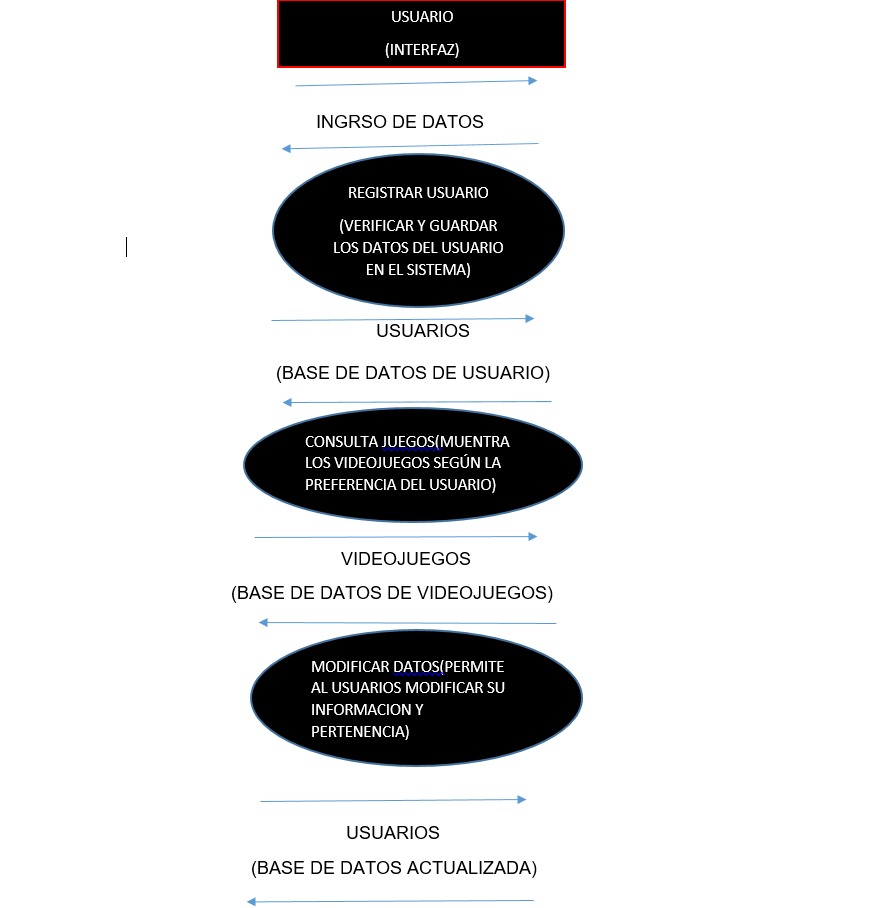 USUARIO
(INTERFAZ)
INGRSO DE DATOS
REGISTRAR USUARIO
(VERIFICAR Y GUARDAR
LOS DATOS DEL USUARIO
EN EL SISTEMA)
USUARIOS
(BASE DE DATOS DE USUARIO)
CONSULTA JUEGOS(MUENTRA
LOS VIDEOJUEGOS SEGÚN LA
PREFERENCIA DEL USUARIO)
VIDEOJUEGOS
(BASE DE DATOS DE VIDEOJUEGOS)
MODIFICAR DATOS(PERMITE
AL USUARIOS MODIFICAR SU
INFORMACION Y
PERTENENCIA)
USUARIOS
(BASE DE DATOS ACTUALIZADA)